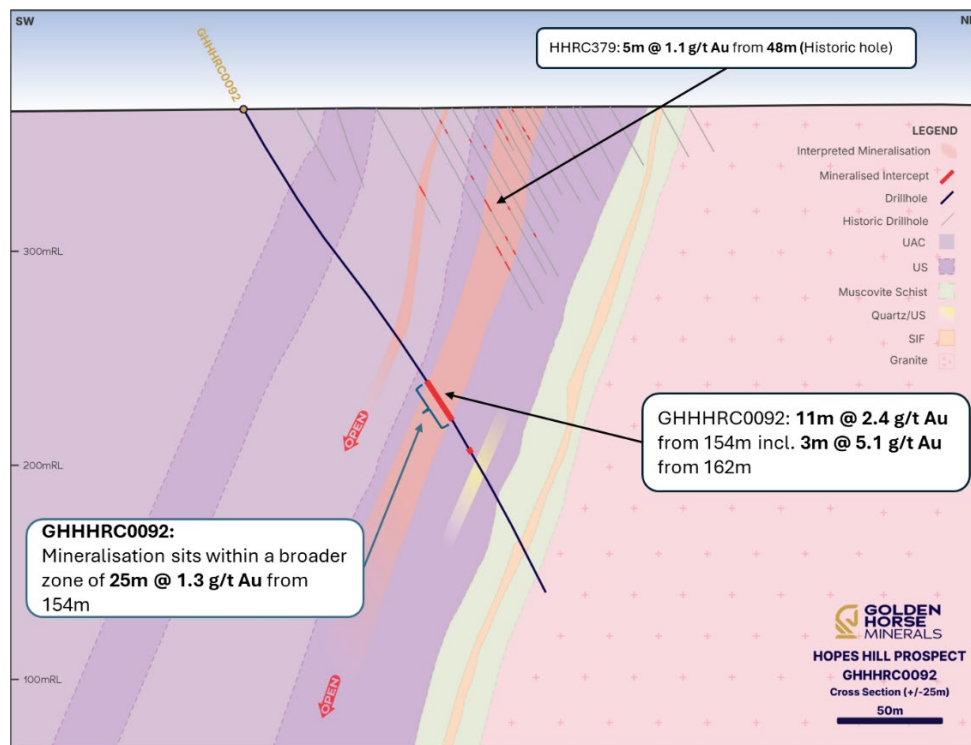 SW
NE
GHHHRC0092
HHRC379: 5m @ 1.1 g/t Au from 48m (Historic hole)
LEGEND
Interpreted Mineralisation
Mineralised Intercept
Drillhole
Historic Drillhole
UAC
US
Muscovite Schist
Quartz/US
SIF
Granite
300mRL
200mRL
100mRL
OPEN
GHHHRC0092: 11m @ 2.4 g/t Au
from 154m incl. 3m @ 5.1 g/t Au
from 162m
GHHHRC0092:
Mineralisation sits within a broader
zone of 25m @ 1.3 g/t Au from
154m
OPEN
GOLDEN
HORSE
MINERALS
HOPES HILL PROSPECT
GHHHRC0092
Cross Section (+/-25m)
50m